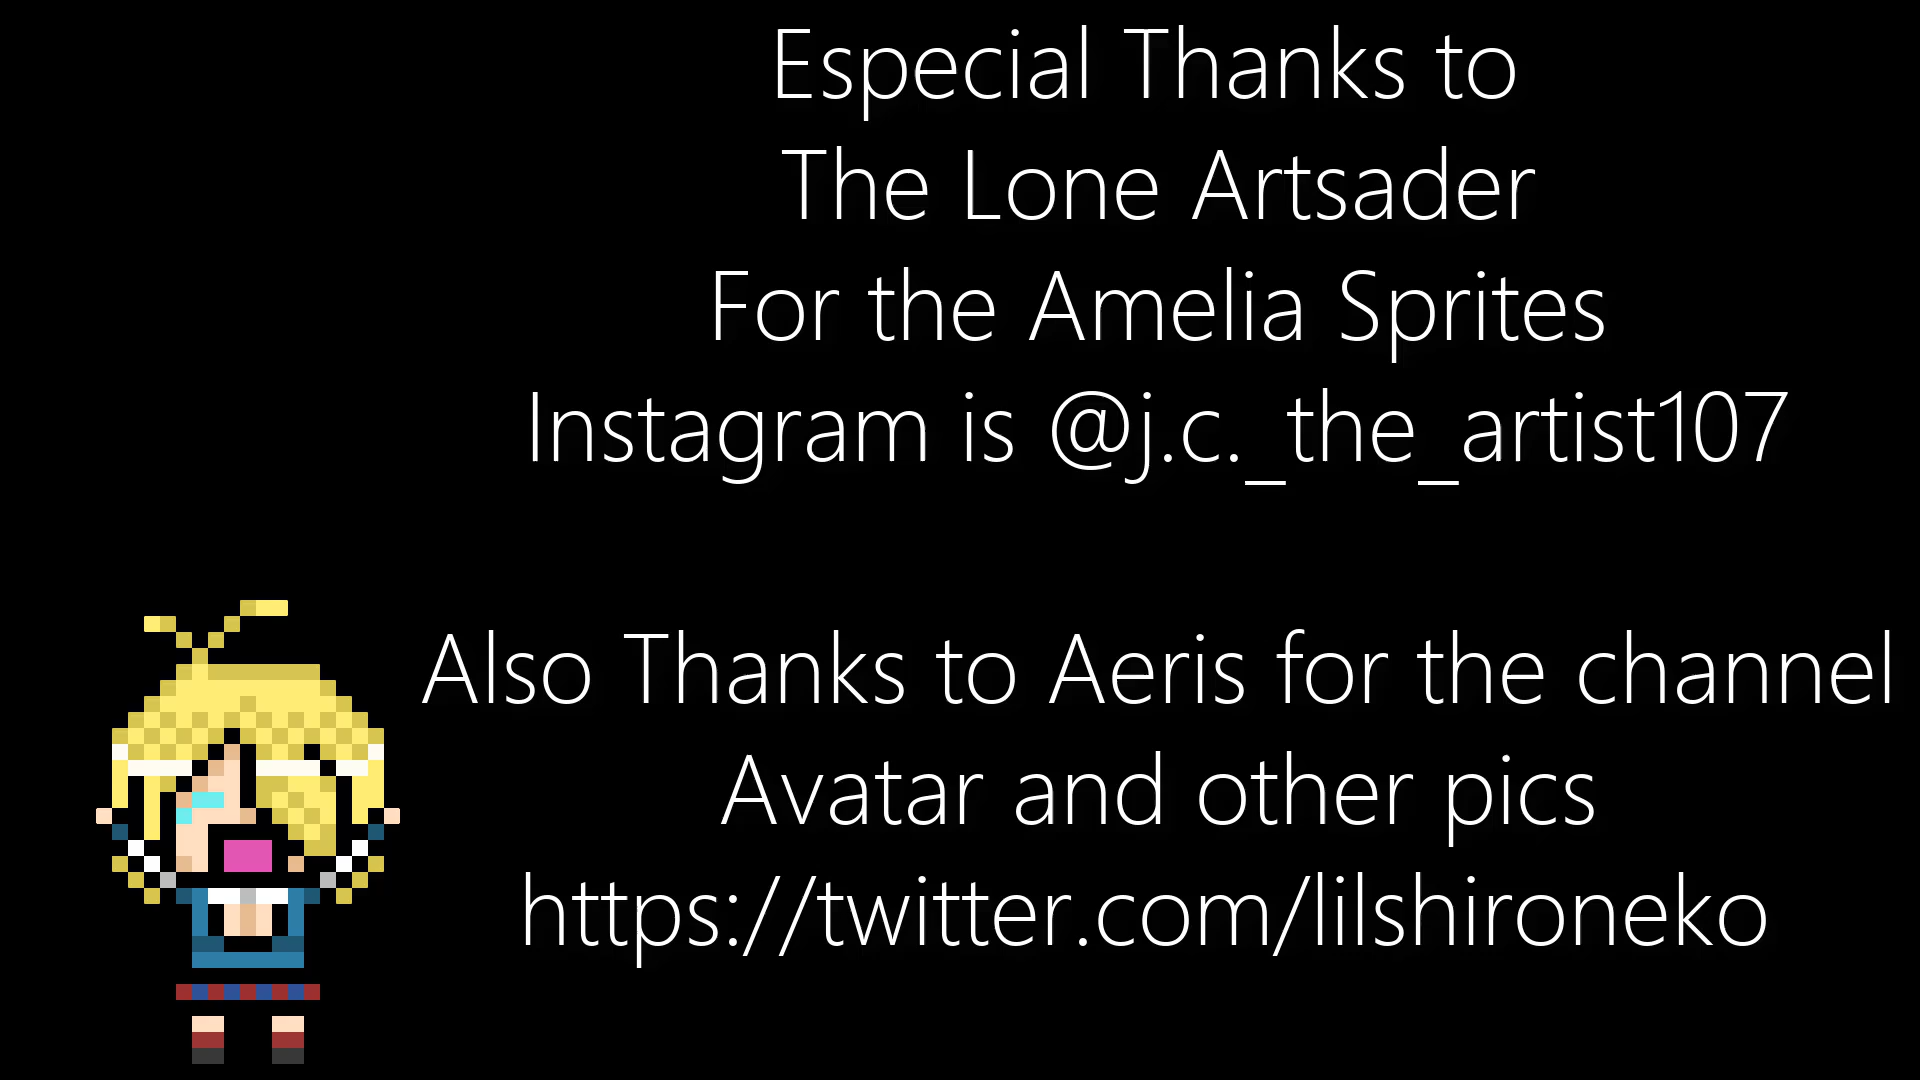 Especial Thanks to
The Lone Artsader
For the Amelia Sprites
Instagram is @j.c._the_artist107
Also Thanks to Aeris for the channel
Avatar and other pics
https://twitter.com/lilshironeko